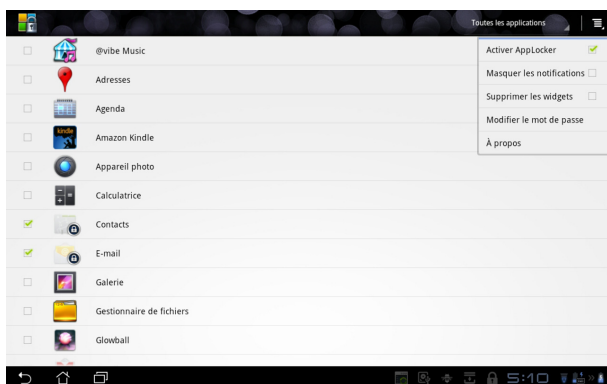 Toutes les applications
@vibe Music
Adresses
Agenda
kindle
Amazon Kindle
Appareil photo
Calculatrice
Contacts
E-mail
Galerie
Gestionnaire de fichiers
Glowball
Activer AppLocker
Masquer les notifications
Supprimer les widgets
Modifier le mot de passe
À propos
5:10